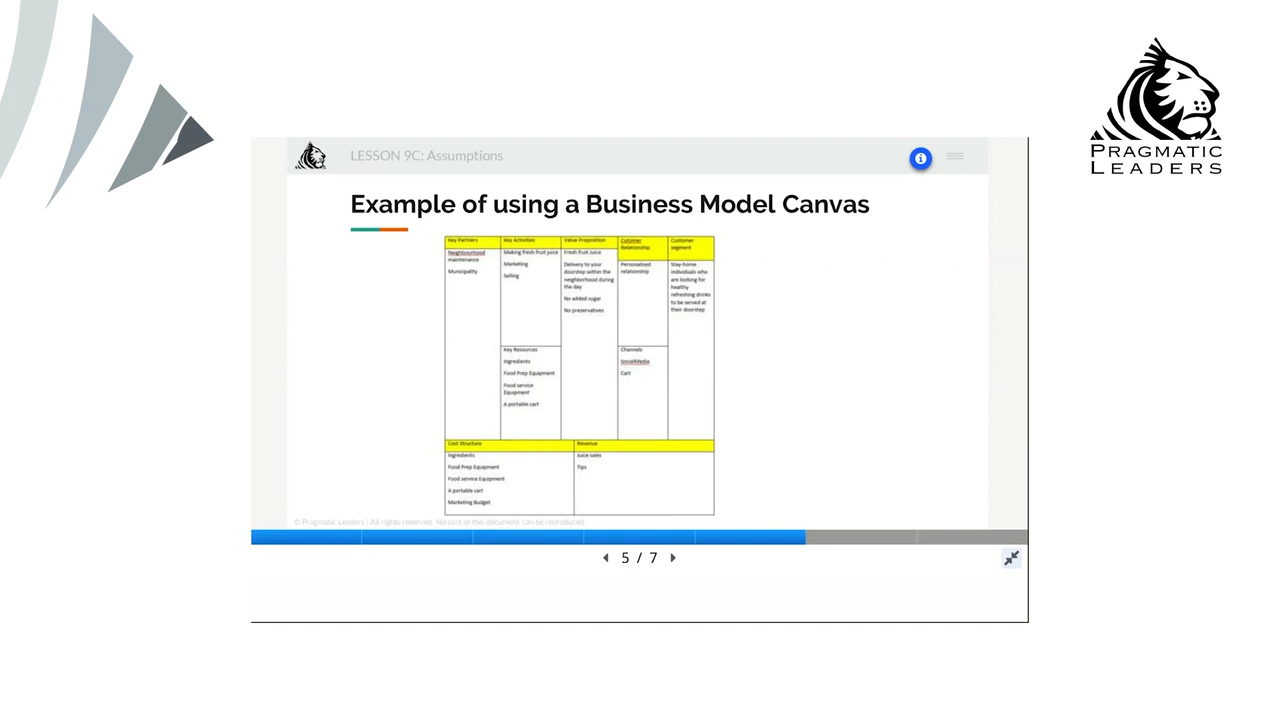 PRAGMATIC
LEADERS
LESSON 9C: Assumptions
Example of using a Business Model Canvas
Key Partners
Neighbourhood
maintenance
Municipality
Key Activities
Making fresh fruit juice
Marketing
Selling
Key Resources
Ingredients
Food Prep Equipment
Food service
Equipment
A portable cart
Value Proposition
Fresh fruit Juice
Delivery to your
doorstep within the
neighborhood during
the day
No added sugar
No preservatives
Cutomer
Relationship
Personalized
relationship
Channels
SocialMedia
Cart
Customer
segment
Stay-home
individuals who
are looking for
healthy
refreshing drinks
to be served at
their doorstep
Cost Structure
Ingredients
Food Prep Equipment
Food service Equipment
A portable cart
Marketing Budget
Revenue
Juice sales
Tips
© Pragmatic Leaders | All rights reserved. No part of this document can be reproduced.
5 / 7